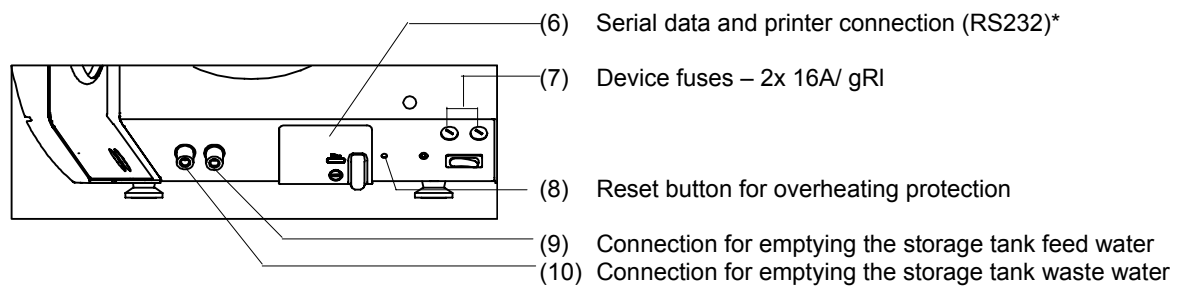 (6) Serial data and printer connection (RS232)*
(7) Device fuses – 2x 16A/ gRl
(8) Reset button for overheating protection
(9) Connection for emptying the storage tank feed water
(10) Connection for emptying the storage tank waste water